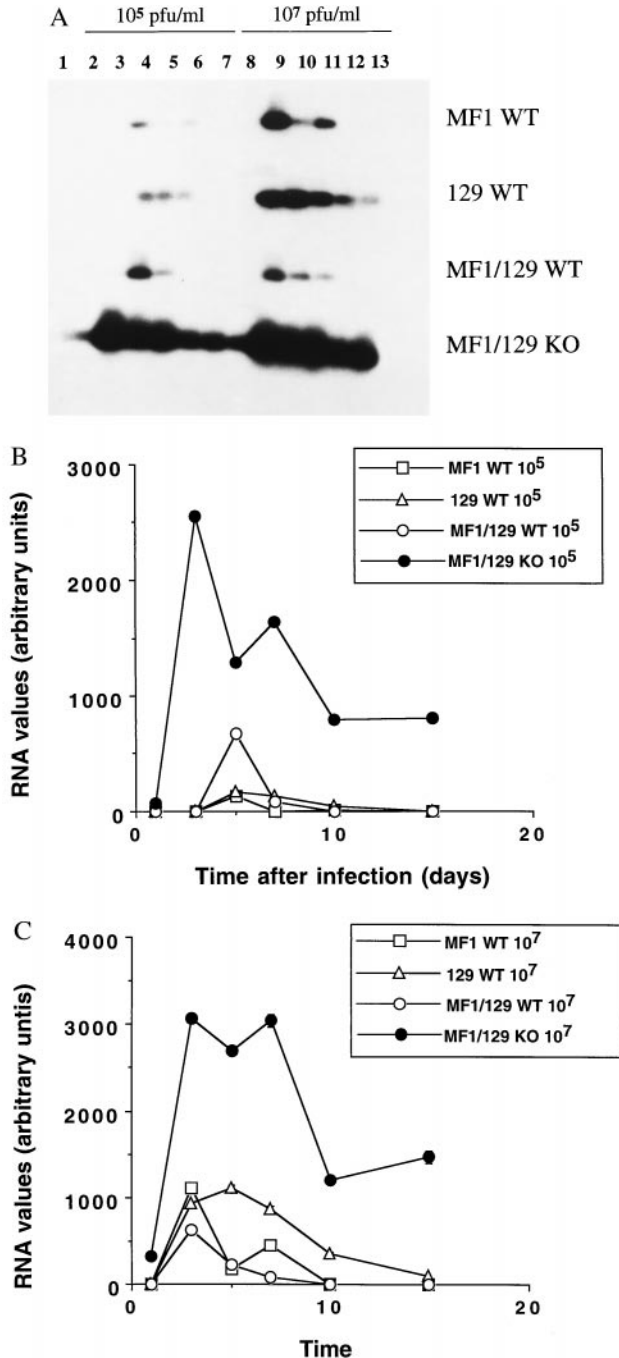 A
10⁵ pfu/ml 10⁷ pfu/ml
1 2 3 4 5 6 7 8 9 10 11 12 13
MF1 WT
129 WT
MF1/129 WT
MF1/129 KO
B
3000
2000
1000
0
RNA values (arbitrary units)
MF1 WT 10⁵
129 WT 10⁵
MF1/129 WT 10⁵
MF1/129 KO 10⁵
0 10 20
Time after infection (days)
C
4000
3000
2000
1000
0
RNA values (arbitrary untis)
MF1 WT 10⁷
129 WT 10⁷
MF1/129 WT 10⁷
MF1/129 KO 10⁷
0 10 20
Time